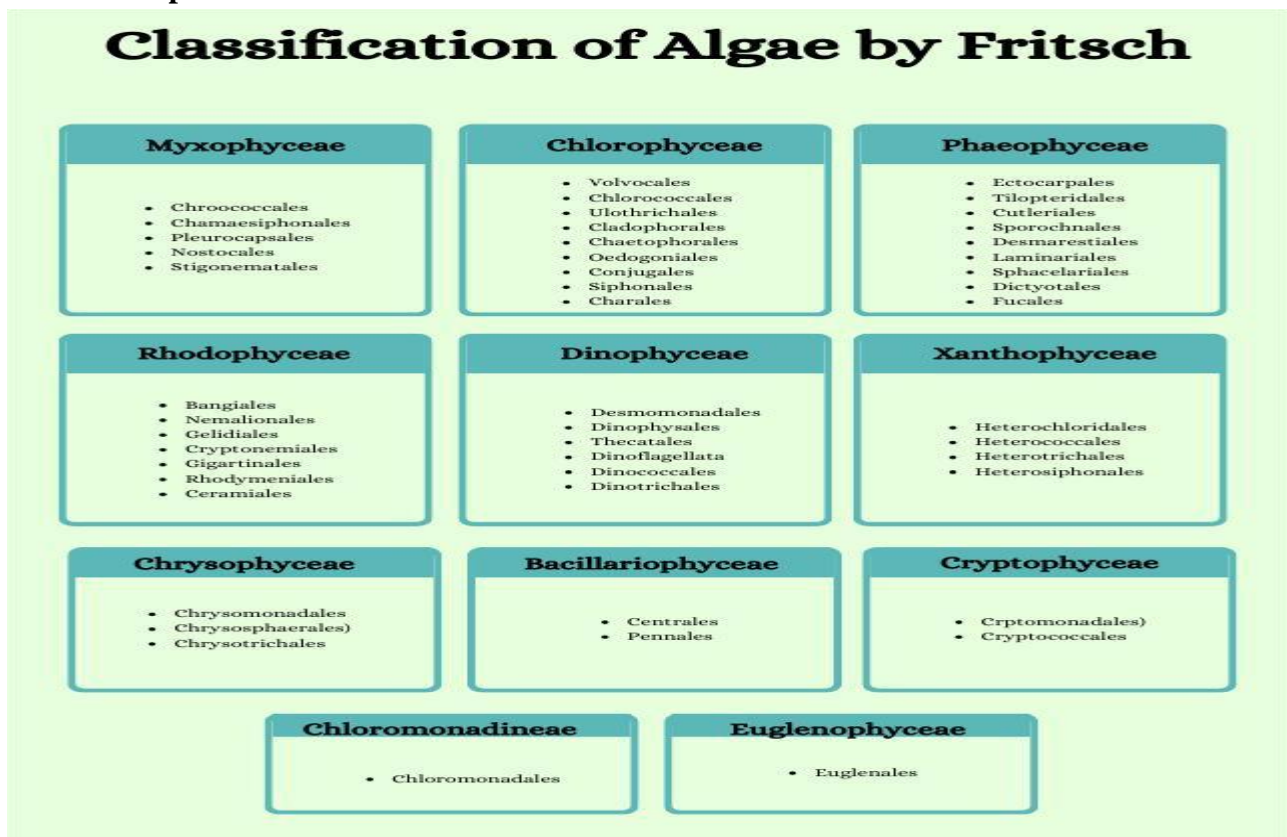 Classification of Algae by Fritsch
Myxophyceae
• Chroococcales
• Chamaesiphonales
• Pleurocapsales
• Nostocales
• Stigonematales
Chlorophyceae
• Volvocales
• Chlorococcales
• Ulothrichales
• Cladophorales
• Chaetophorales
• Oedogoniales
• Conjugales
• Siphonales
• Charales
Phaeophyceae
• Ectocarpales
• Tilopteridales
• Cutleriales
• Sporochnales
• Desmarestiales
• Laminariales
• Sphacelariales
• Dictyotales
• Fucales
Rhodophyceae
• Bangiales
• Nemalionales
• Gelidiales
• Cryptonemiales
• Gigartinales
• Rhodymeniales
• Ceramiales
Dinophyceae
• Desmomonadales
• Dinophysales
• Thecatales
• Dinoflagellata
• Dinococcales
• Dinotrichales
Xanthophyceae
• Heterochloridales
• Heterococcales
• Heterotrichales
• Heterosiphonales
Chrysophyceae
• Chrysomonadales
• Chrysosphaerales)
• Chrysotrichales
Bacillariophyceae
• Centrales
• Pennales
Cryptophyceae
• Crptomonadales)
• Cryptococcales
Chloromonadineae
• Chloromonadales
Euglenophyceae
• Euglenales